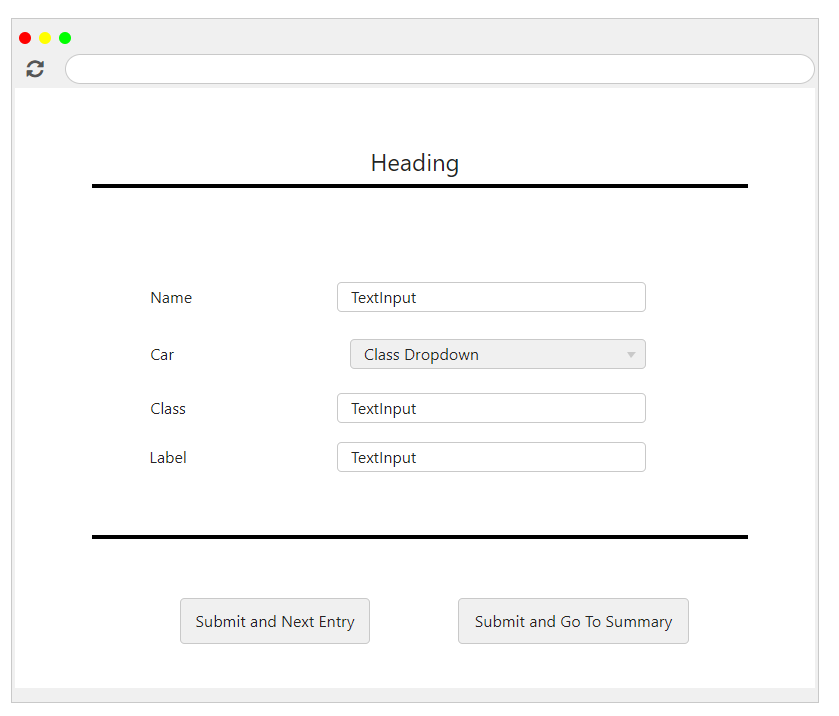 Heading
Name TextInput
Car Class Dropdown
Class TextInput
Label TextInput
Submit and Next Entry Submit and Go To Summary